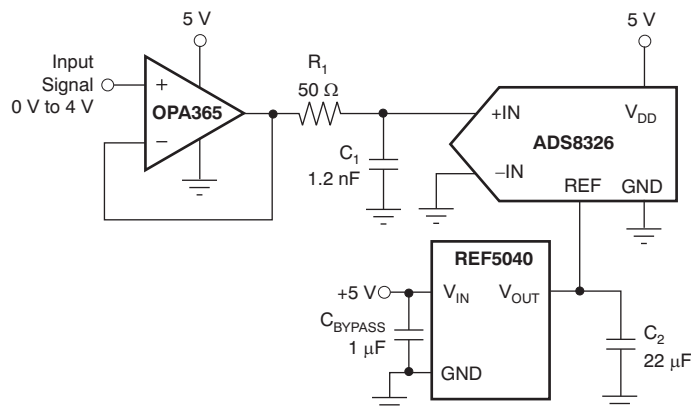 5 V
Input
Signal
0 V to 4 V
+
–
OPA365
R1
50 Ω
C1
1.2 nF
5 V
+IN
VDD
ADS8326
–IN
REF
GND
REF5040
+5 V
VIN
VOUT
CBYPASS
1 μF
GND
C2
22 μF